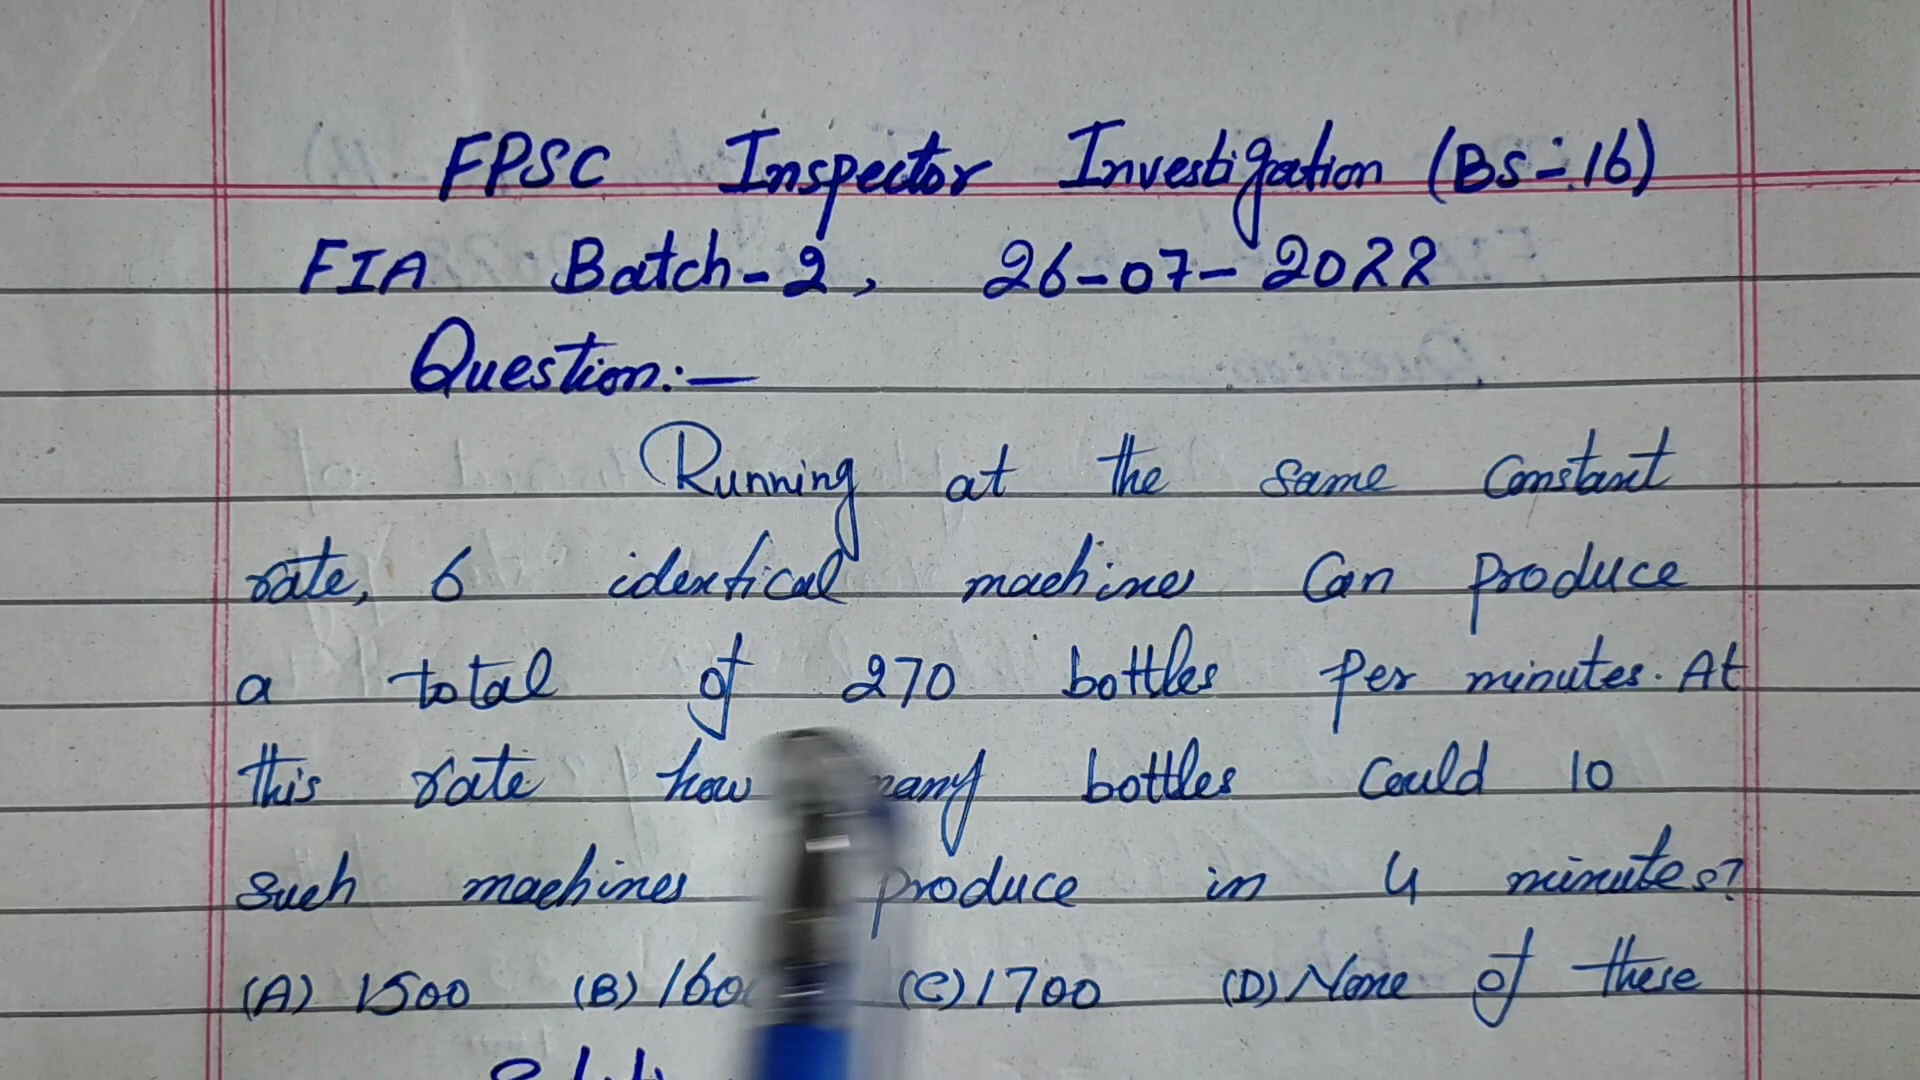 FPSC Inspector Investigation (BS-16)
FIA Batch-2, 26-07-2022
Question:-
Running at the same Constant
rate, 6 identical machines Can Produce
a total of 270 bottles Per minutes. At
this rate how many bottles Could 10
Such machines produce in 4 minutes?
(A) 1500 (B) 160 (C) 1700 (D) None of these